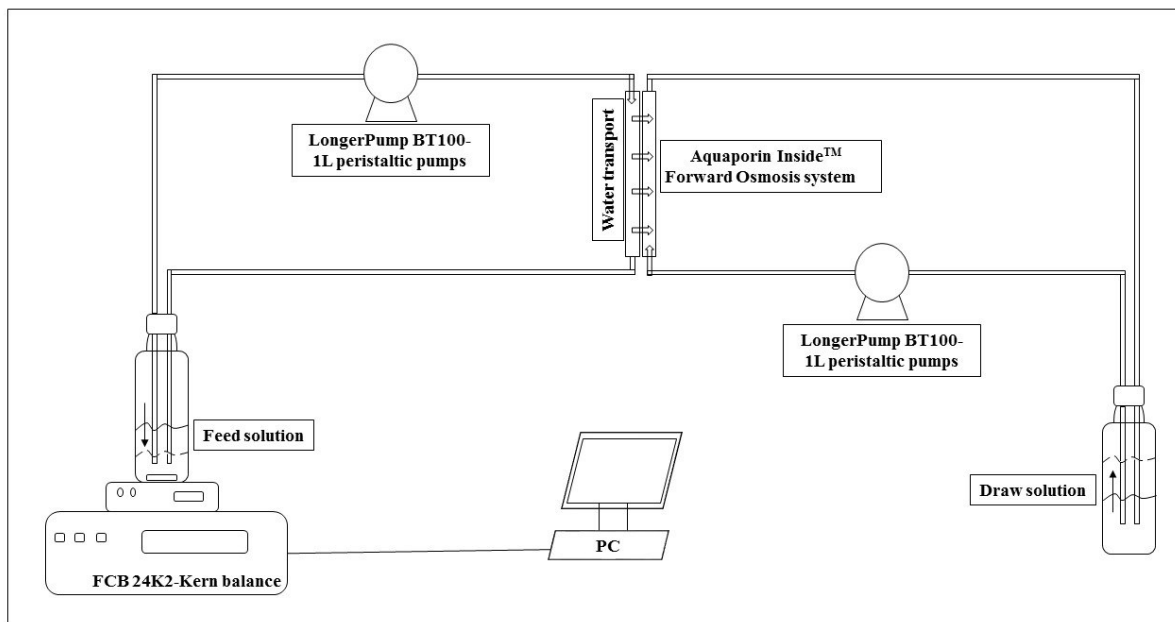 LongerPump BT100-
1L peristaltic pumps
Water transport
Aquaporin Inside™
Forward Osmosis system
LongerPump BT100-
1L peristaltic pumps
Feed solution
Draw solution
PC
FCB 24K2-Kern balance